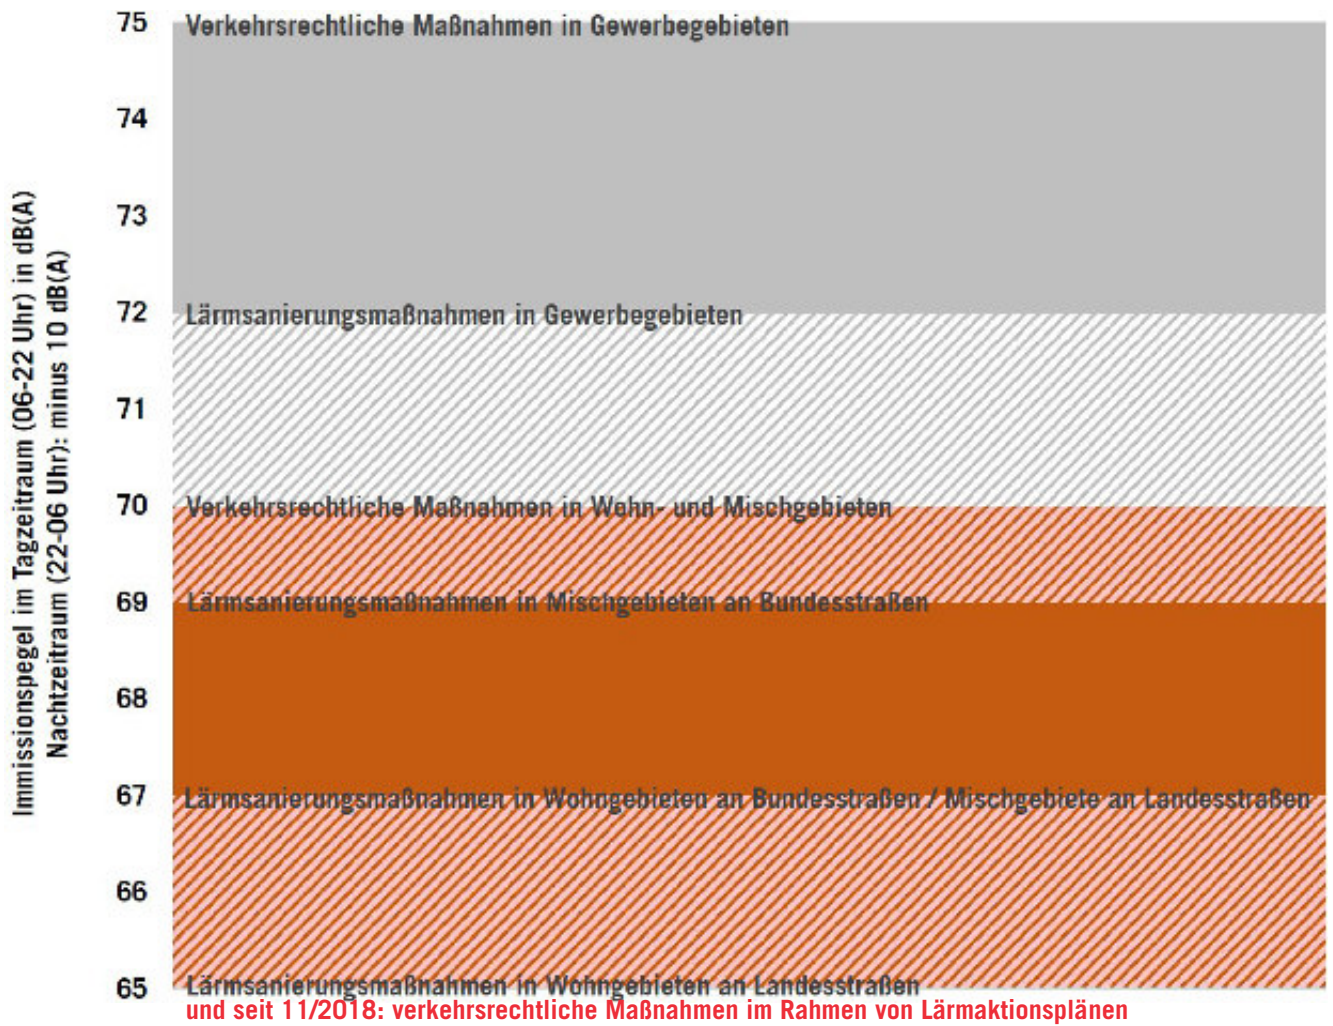 Immissionspegel im Tagzeitraum (06-22 Uhr) in dB(A)
Nachtzeitraum (22-06 Uhr): minus 10 dB(A)
75
Verkehrsrechtliche Maßnahmen in Gewerbegebieten
74
73
72
Lärmsanierungsmaßnahmen in Gewerbegebieten
71
70
Verkehrsrechtliche Maßnahmen in Wohn- und Mischgebieten
69
Lärmsanierungsmaßnahmen in Mischgebieten an Bundesstraßen
68
67
Lärmsanierungsmaßnahmen in Wohngebieten an Bundesstraßen / Mischgebiete an Landesstraßen
66
65
Lärmsanierungsmaßnahmen in Wohngebieten an Landesstraßen
und seit 11/2018: verkehrsrechtliche Maßnahmen im Rahmen von Lärmaktionsplänen